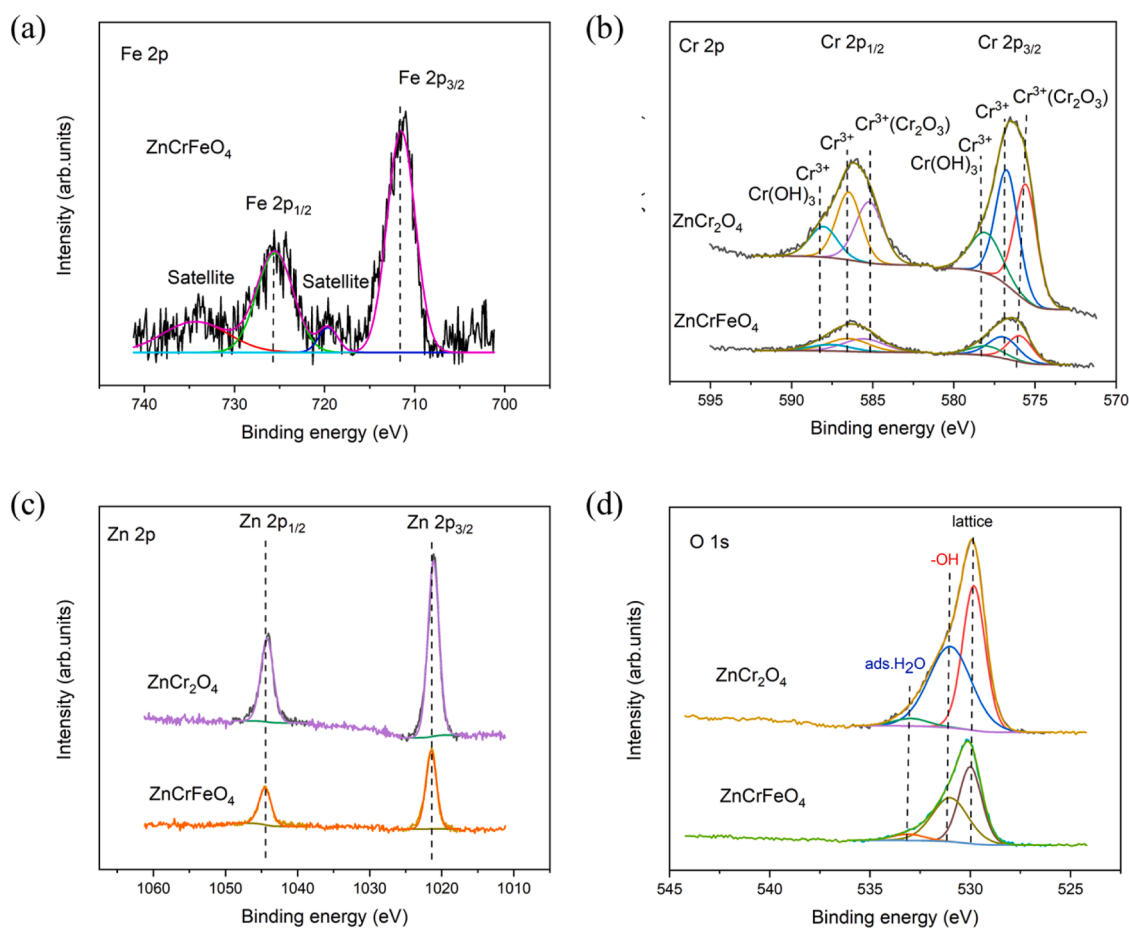 (a)
Fe 2p
Fe 2p3/2
ZnCrFeO4
Fe 2p1/2
Satellite
Satellite
Intensity (arb.units)
740 730 720 710 700
Binding energy (eV)
(b)
Cr 2p
Cr 2p1/2
Cr 2p3/2
Cr3+
Cr3+
Cr3+(Cr2O3)
Cr(OH)3
Cr3+
Cr3+
Cr3+(Cr2O3)
Cr(OH)3
ZnCr2O4
ZnCrFeO4
Intensity (arb.units)
595 590 585 580 575 570
Binding energy (eV)
(c)
Zn 2p
Zn 2p1/2
Zn 2p3/2
ZnCr2O4
ZnCrFeO4
Intensity (arb.units)
1060 1050 1040 1030 1020 1010
Binding energy (eV)
(d)
O 1s
lattice
-OH
ads.H2O
ZnCr2O4
ZnCrFeO4
Intensity (arb.units)
545 540 535 530 525
Binding energy (eV)